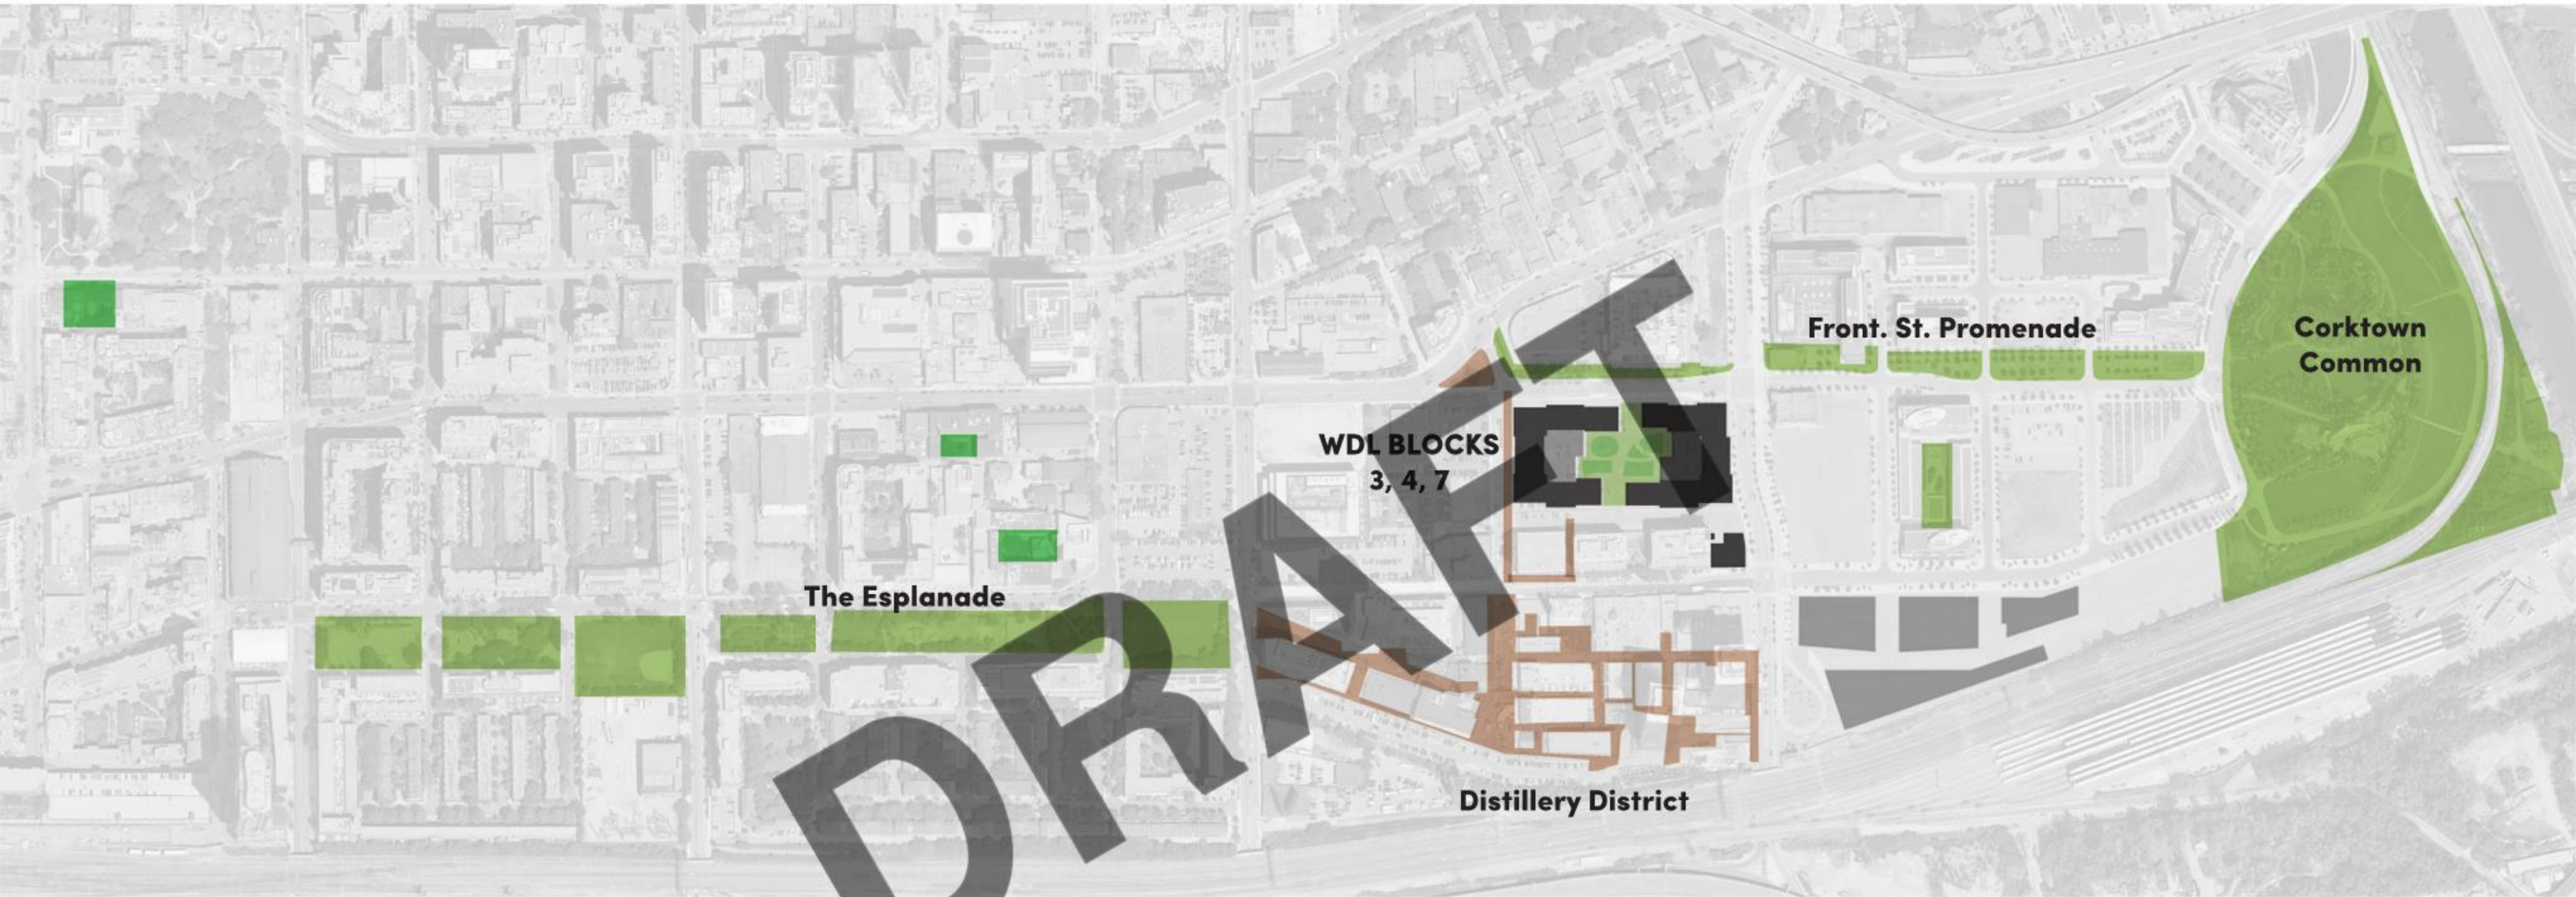 Front. St. Promenade
Corktown
Common
WDL BLOCKS
3, 4, 7
The Esplanade
Distillery District
DRAFT